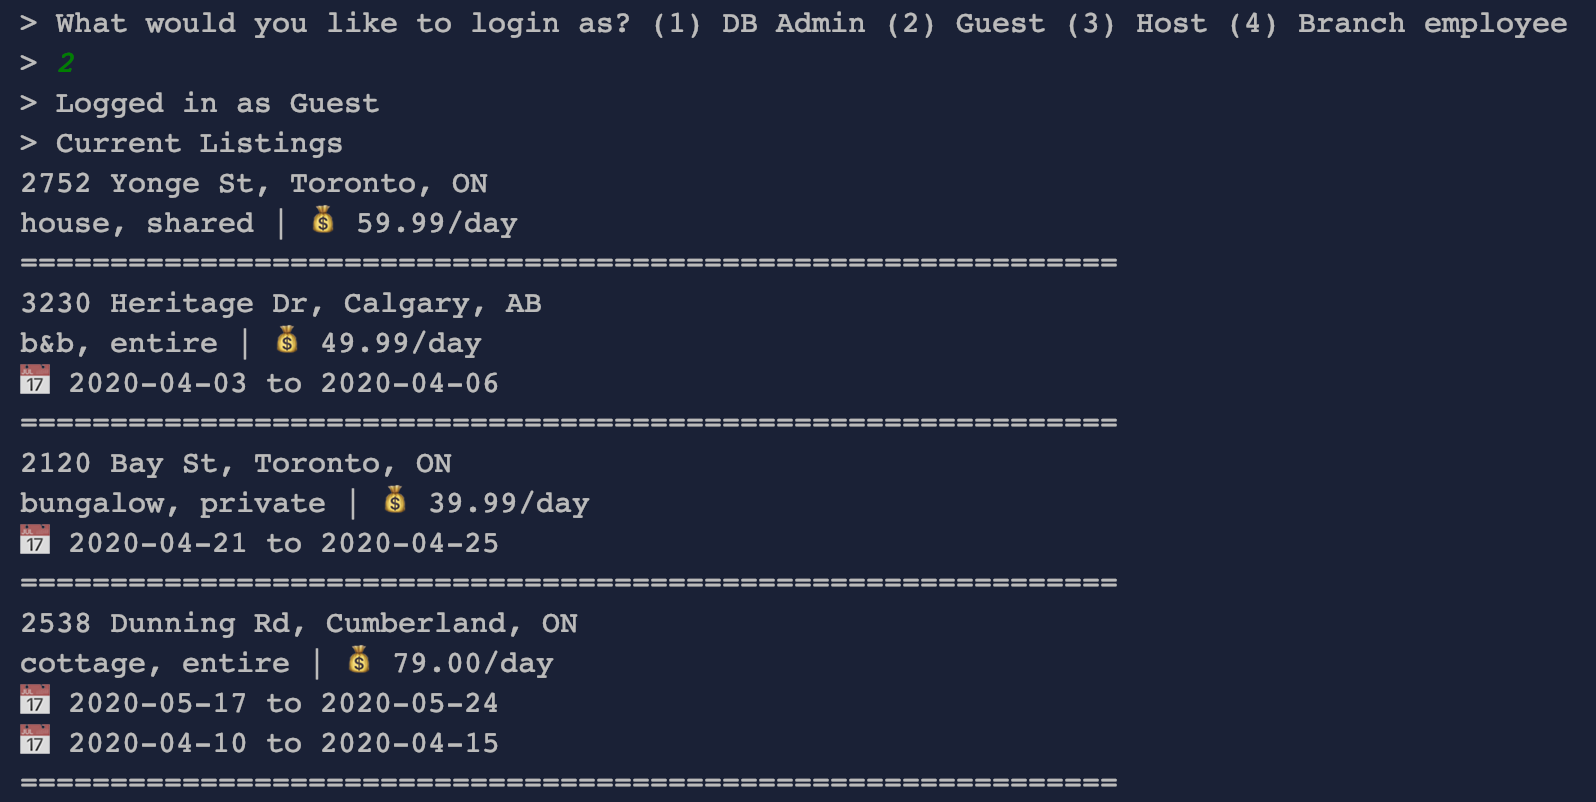 > What would you like to login as? (1) DB Admin (2) Guest (3) Host (4) Branch employee
> 2
> Logged in as Guest
> Current Listings
2752 Yonge St, Toronto, ON
house, shared | 💰 59.99/day
=============================================================
3230 Heritage Dr, Calgary, AB
b&b, entire | 💰 49.99/day
📅 2020-04-03 to 2020-04-06
=============================================================
2120 Bay St, Toronto, ON
bungalow, private | 💰 39.99/day
📅 2020-04-21 to 2020-04-25
=============================================================
2538 Dunning Rd, Cumberland, ON
cottage, entire | 💰 79.00/day
📅 2020-05-17 to 2020-05-24
📅 2020-04-10 to 2020-04-15
=============================================================